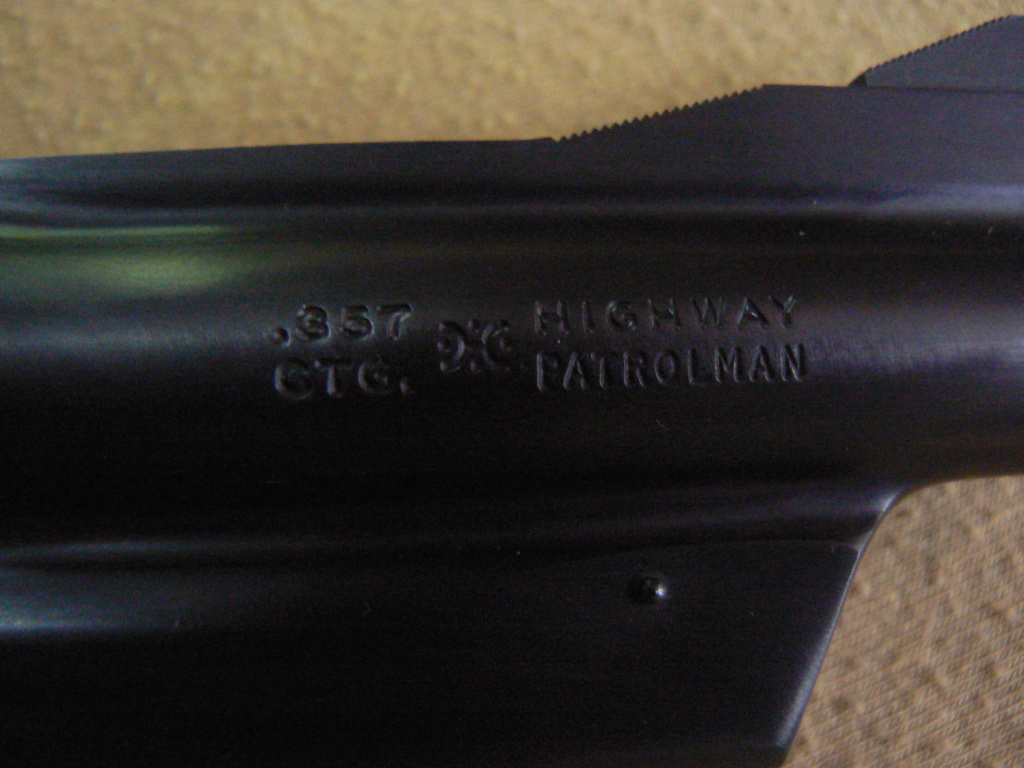 .357
CTG.
HIGHWAY
PATROLMAN